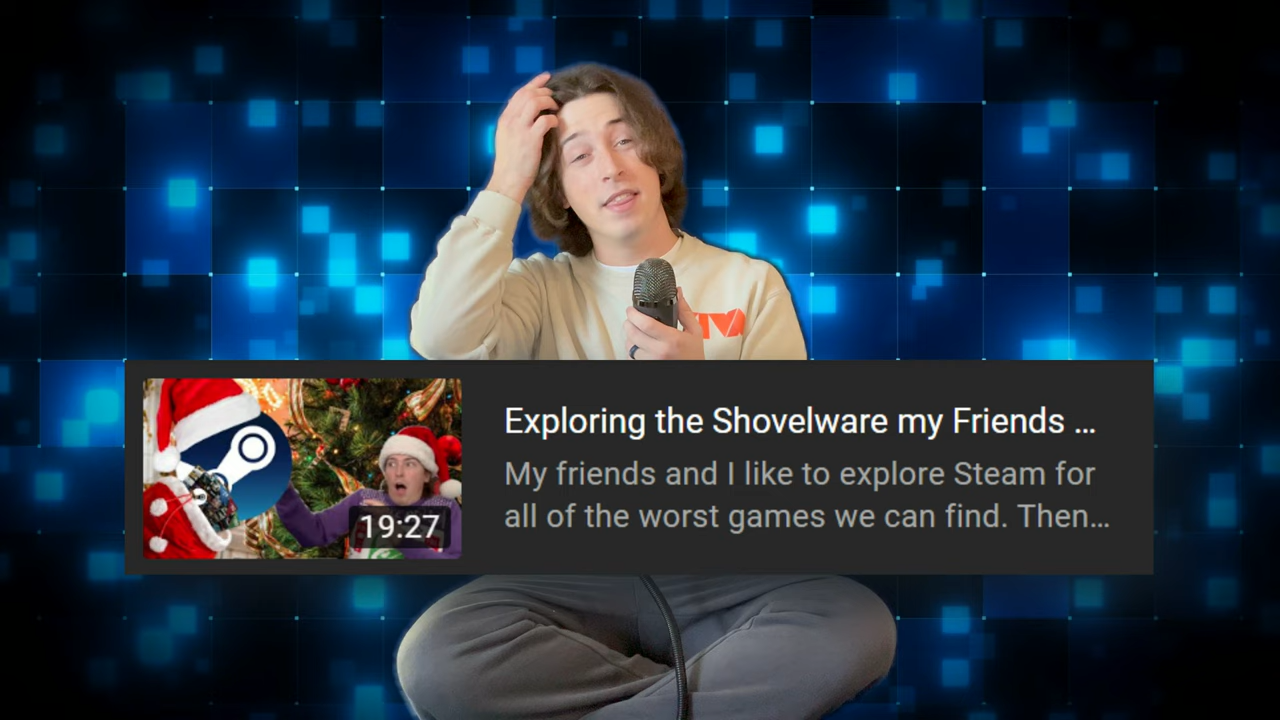 Exploring the Shovelware my Friends ...
My friends and I like to explore Steam for
all of the worst games we can find. Then...
19:27